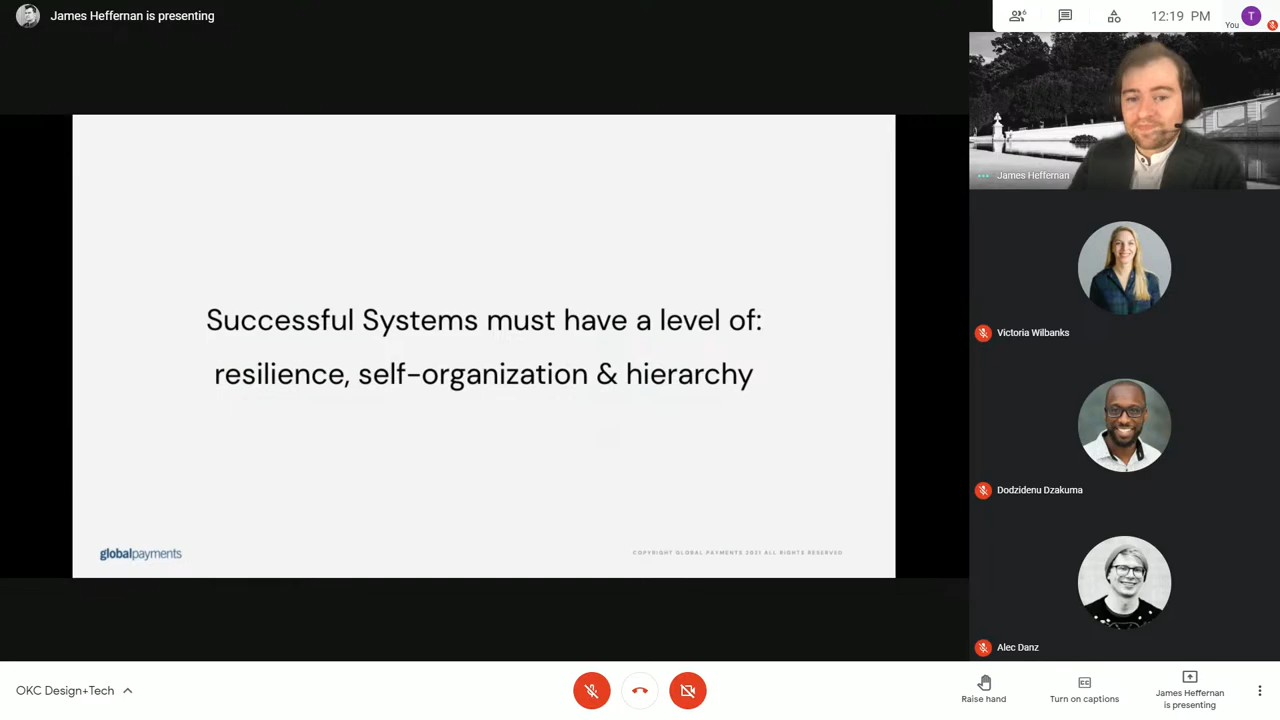 James Heffernan is presenting
6
12:19 PM
You
T
James Heffernan
Successful Systems must have a level of:
resilience, self-organization & hierarchy
globalpayments
COPYRIGHT GLOBAL PAYMENTS 2021 ALL RIGHTS RESERVED
Victoria Wilbanks
Dodzidenu Dzakuma
Alec Danz
OKC Design+Tech
Raise hand
CC
Turn on captions
James Heffernan
is presenting